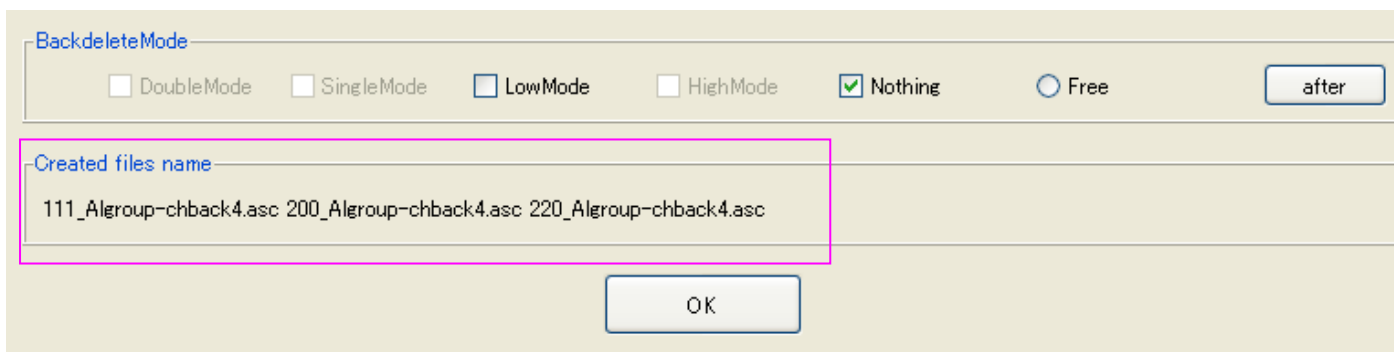 BackdeleteMode
DoubleMode SingleMode LowMode HighMode Nothing Free after
Created files name
111_Algroup-chback4.asc 200_Algroup-chback4.asc 220_Algroup-chback4.asc
OK